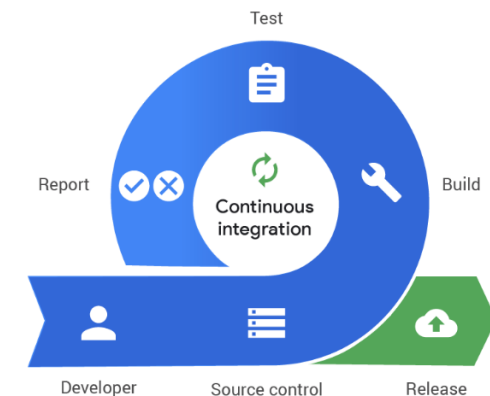 Test
Report
Continuous
integration
Build
Developer
Source control
Release